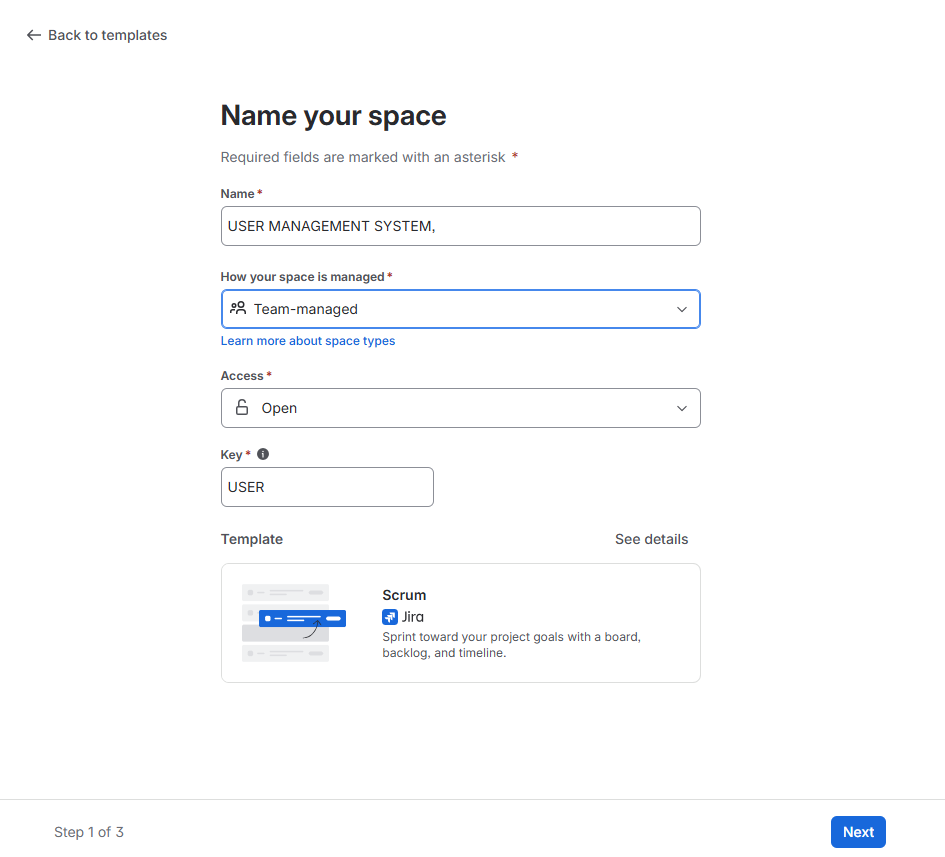 Back to templates
Name your space
Required fields are marked with an asterisk *
Name *
USER MANAGEMENT SYSTEM,
How your space is managed *
Team-managed
Learn more about space types
Access *
Open
Key *
USER
Template See details
Scrum
Jira
Sprint toward your project goals with a board,
backlog, and timeline.
Step 1 of 3 Next